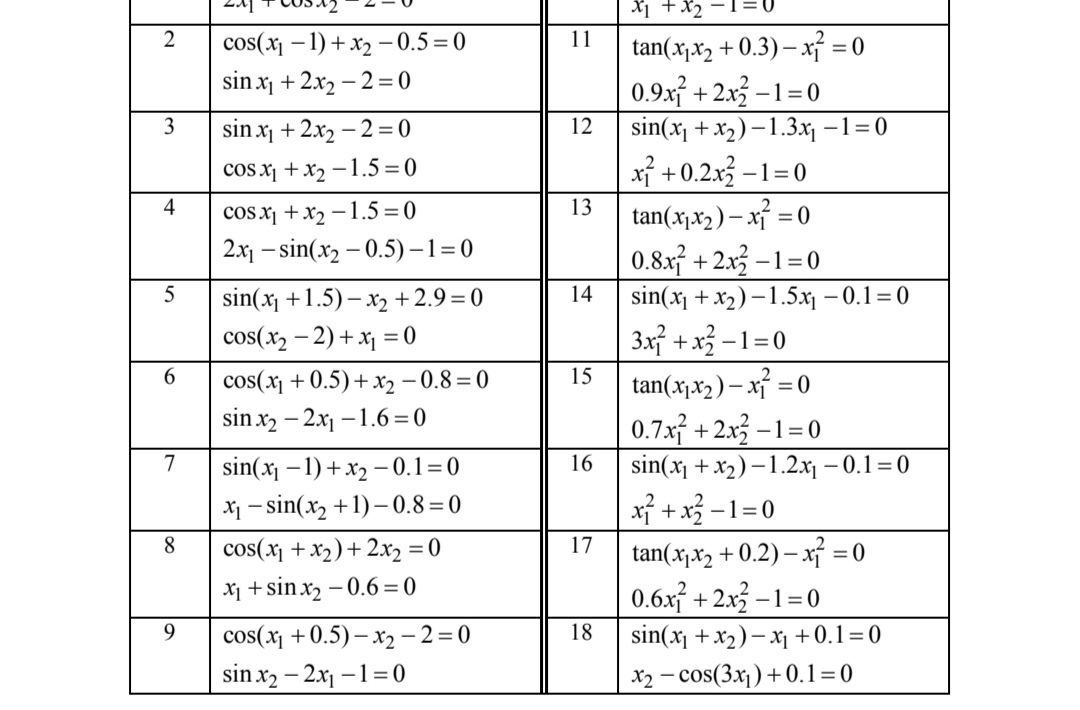 2x₁ + cos x₂ − 2 = 0
x₁ + x₂ − 1 = 0
2
cos(x₁ − 1) + x₂ − 0.5 = 0
sin x₁ + 2x₂ − 2 = 0
11
tan(x₁x₂ + 0.3) − x₁² = 0
0.9x₁² + 2x₂² − 1 = 0
3
sin x₁ + 2x₂ − 2 = 0
cos x₁ + x₂ − 1.5 = 0
12
sin(x₁ + x₂) − 1.3x₁ − 1 = 0
x₁² + 0.2x₂² − 1 = 0
4
cos x₁ + x₂ − 1.5 = 0
2x₁ − sin(x₂ − 0.5) − 1 = 0
13
tan(x₁x₂) − x₁² = 0
0.8x₁² + 2x₂² − 1 = 0
5
sin(x₁ + 1.5) − x₂ + 2.9 = 0
cos(x₂ − 2) + x₁ = 0
14
sin(x₁ + x₂) − 1.5x₁ − 0.1 = 0
3x₁² + x₂² − 1 = 0
6
cos(x₁ + 0.5) + x₂ − 0.8 = 0
sin x₂ − 2x₁ − 1.6 = 0
15
tan(x₁x₂) − x₁² = 0
0.7x₁² + 2x₂² − 1 = 0
7
sin(x₁ − 1) + x₂ − 0.1 = 0
x₁ − sin(x₂ + 1) − 0.8 = 0
16
sin(x₁ + x₂) − 1.2x₁ − 0.1 = 0
x₁² + x₂² − 1 = 0
8
cos(x₁ + x₂) + 2x₂ = 0
x₁ + sin x₂ − 0.6 = 0
17
tan(x₁x₂ + 0.2) − x₁² = 0
0.6x₁² + 2x₂² − 1 = 0
9
cos(x₁ + 0.5) − x₂ − 2 = 0
sin x₂ − 2x₁ − 1 = 0
18
sin(x₁ + x₂) − x₁ + 0.1 = 0
x₂ − cos(3x₁) + 0.1 = 0